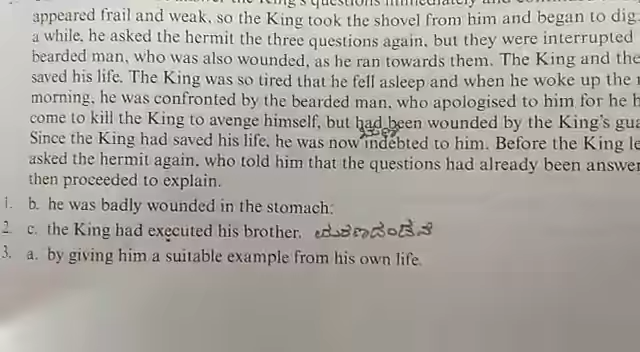 appeared frail and weak, so the King took the shovel from him and began to dig.
a while, he asked the hermit the three questions again, but they were interrupted
bearded man, who was also wounded, as he ran towards them. The King and the
saved his life. The King was so tired that he fell asleep and when he woke up the
morning, he was confronted by the bearded man, who apologised to him for he
come to kill the King to avenge himself, but had been wounded by the King's
Since the King had saved his life, he was now indebted to him. Before the King
asked the hermit again, who told him that the questions had already been
then proceeded to explain.
1. b. he was badly wounded in the stomach:
2. c. the King had executed his brother. ಮರಣದಂಡನೆ
3. a. by giving him a suitable example from his own life.